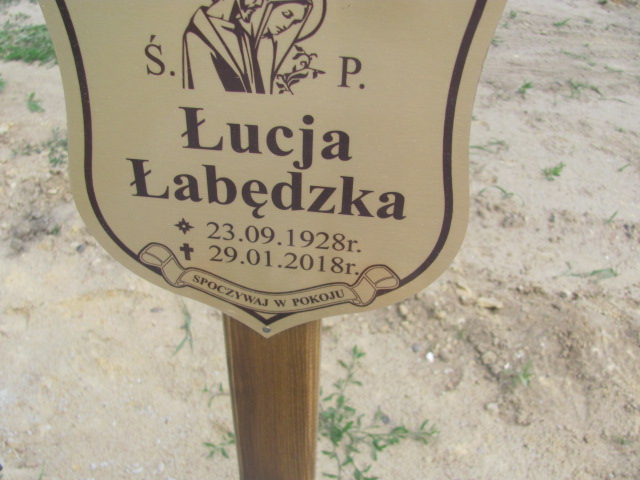 Ś. P.
Łucja
Łabędzka
23.09.1928r.
29.01.2018r.
SPOCZYWAJ W POKOJU